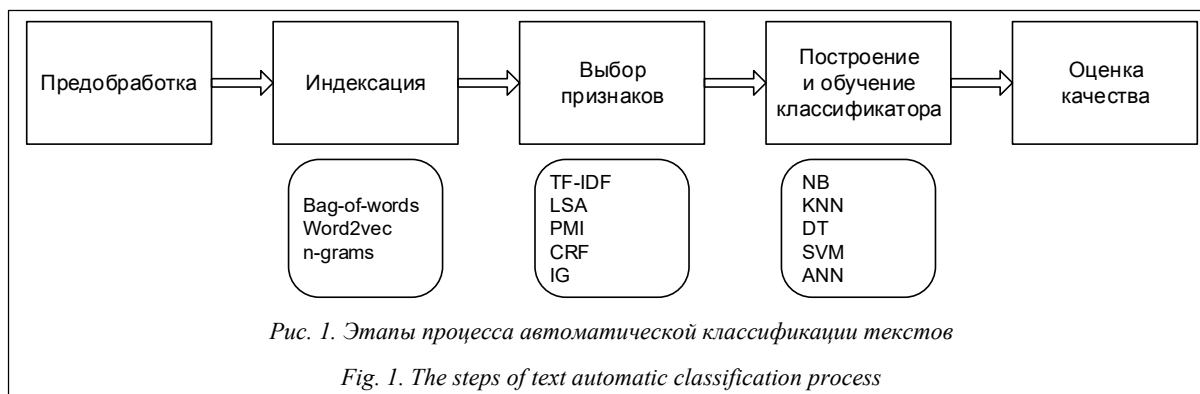 Предобработка
Индексация
Выбор
признаков
Построение
и обучение
классификатора
Оценка
качества
Bag-of-words
Word2vec
n-grams
TF-IDF
LSA
PMI
CRF
IG
NB
KNN
DT
SVM
ANN
Рис. 1. Этапы процесса автоматической классификации текстов
Fig. 1. The steps of text automatic classification process